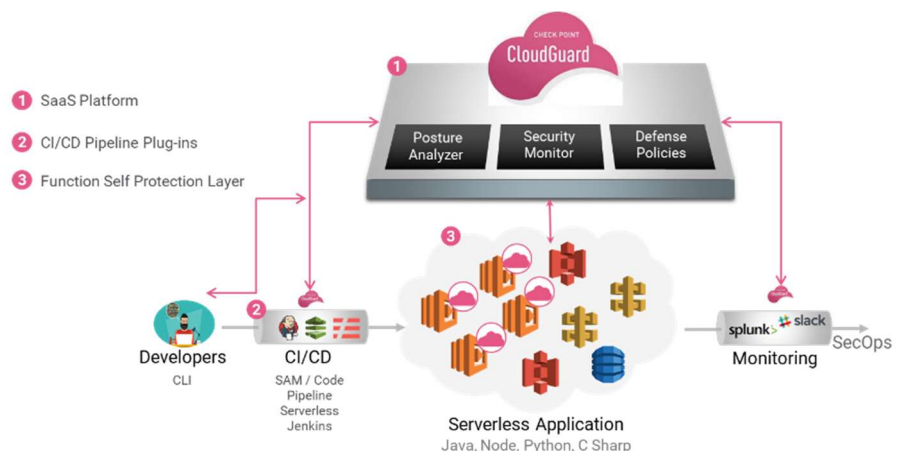 CHECK POINT
CloudGuard
1
1 SaaS Platform
2 CI/CD Pipeline Plug-ins
3 Function Self Protection Layer
Posture
Analyzer
Security
Monitor
Defense
Policies
3
2
CloudGuard
CloudGuard
splunk>
slack
SecOps
Developers
CLI
CI/CD
SAM / Code
Pipeline
Serverless
Jenkins
Monitoring
Serverless Application
Java, Node, Python, C Sharp